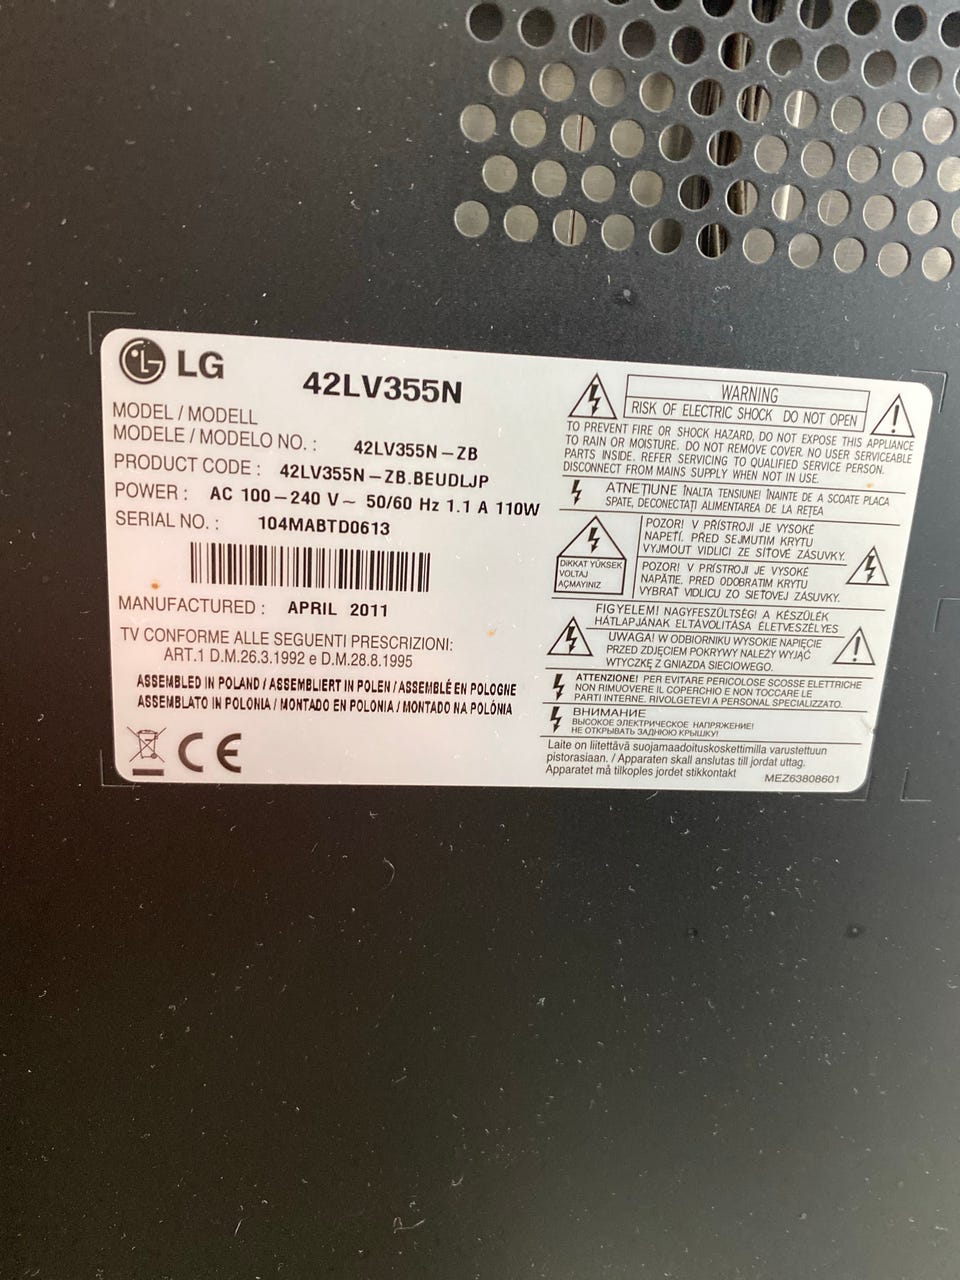 LG
42LV355N
MODEL / MODELL
MODELE / MODELO NO. : 42LV355N-ZB
PRODUCT CODE : 42LV355N-ZB.BEUDLJP
POWER : AC 100-240 V~ 50/60 Hz 1.1 A 110W
SERIAL NO. : 104MABTD0613
MANUFACTURED : APRIL 2011
TV CONFORME ALLE SEGUENTI PRESCRIZIONI:
ART.1 D.M.26.3.1992 e D.M.28.8.1995
ASSEMBLED IN POLAND / ASSEMBLIERT IN POLEN / ASSEMBLÉ EN POLOGNE
ASSEMBLATO IN POLONIA / MONTADO EN POLONIA / MONTADO NA POLÓNIA
CE
WARNING
RISK OF ELECTRIC SHOCK DO NOT OPEN
TO PREVENT FIRE OR SHOCK HAZARD, DO NOT EXPOSE THIS APPLIANCE
TO RAIN OR MOISTURE. DO NOT REMOVE COVER. NO USER SERVICEABLE
PARTS INSIDE. REFER SERVICING TO QUALIFIED SERVICE PERSON.
DISCONNECT FROM MAINS SUPPLY WHEN NOT IN USE.
ATNEŢIUNE ÎNALTA TENSIUNE! ÎNAINTE DE A SCOATE PLACA
SPATE, DECONECTAŢI ALIMENTAREA DE LA REŢEA
DİKKAT YÜKSEK
VOLTAJ
AÇMAYINIZ
POZOR! V PŘÍSTROJI JE VYSOKÉ
NAPETÍ. PŘED SEJMUTIM KRYTU
VYJMOUT VIDLICI ZE SÍŤOVÉ ZÁSUVKY.
POZOR! V PRÍSTROJI JE VYSOKÉ
NAPÄTIE, PRED ODOBRATIM KRYTU
VYBRAŤ VIDLICU ZO SIEŤOVEJ ZÁSUVKY.
FIGYELEM! NAGYFESZÜLTSÉG! A KÉSZÜLÉK
HÁTLAPJÁNAK ELTÁVOLÍTÁSA ÉLETVESZÉLYES
UWAGA! W ODBIORNIKU WYSOKIE NAPIĘCIE
PRZED ZDJĘCIEM POKRYWY NALEŻY WYJĄĆ
WTYCZKĘ Z GNIAZDA SIECIOWEGO.
ATTENZIONE! PER EVITARE PERICOLOSE SCOSSE ELETTRICHE
NON RIMUOVERE IL COPERCHIO E NON TOCCARE LE
PARTI INTERNE. RIVOLGETEVI A PERSONAL SPECIALIZZATO.
ВНИМАНИЕ
ВЫСОКОЕ ЭЛЕКТРИЧЕСКОЕ НАПРЯЖЕНИЕ!
НЕ ОТКРЫВАТЬ ЗАДНЮЮ КРЫШКУ!
Laite on liitettävä suojamaadoituskoskettimilla varustettuun
pistorasiaan. / Apparaten skall anslutas till jordat uttag.
Apparatet må tilkoples jordet stikkontakt
MEZ63808601